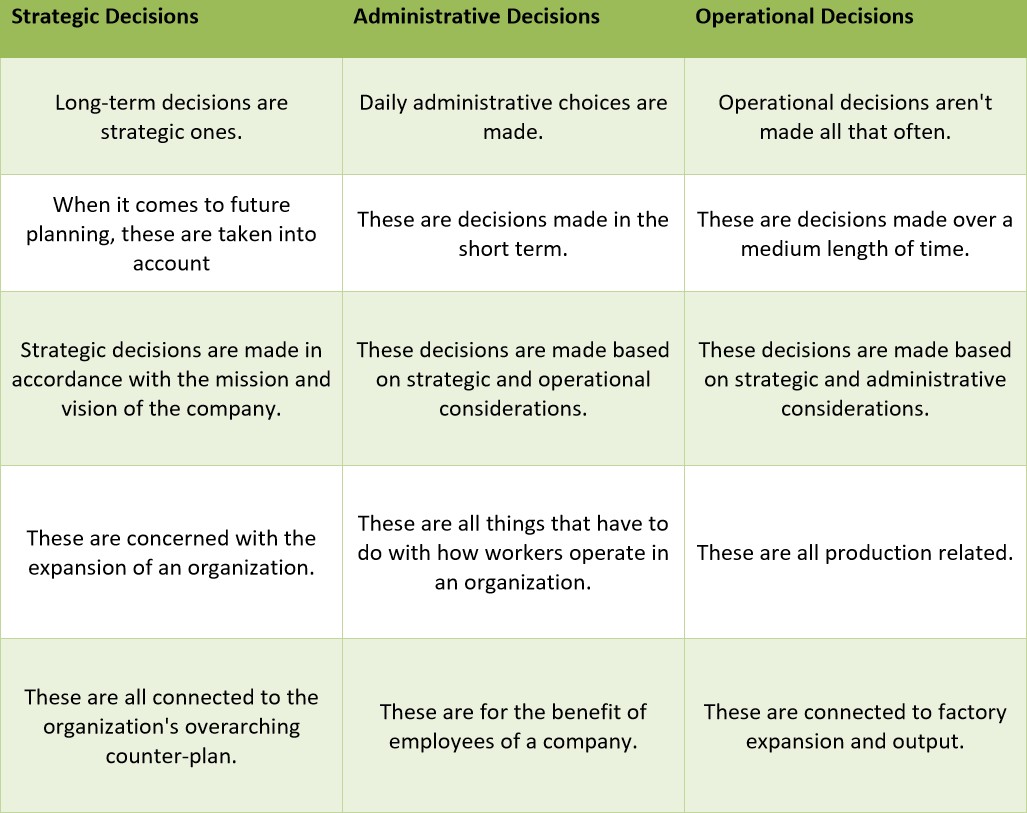 Strategic Decisions
Administrative Decisions
Operational Decisions
Long-term decisions are
strategic ones.
Daily administrative choices are
made.
Operational decisions aren't
made all that often.
When it comes to future
planning, these are taken into
account
These are decisions made in the
short term.
These are decisions made over a
medium length of time.
Strategic decisions are made in
accordance with the mission and
vision of the company.
These decisions are made based
on strategic and operational
considerations.
These decisions are made based
on strategic and administrative
considerations.
These are concerned with the
expansion of an organization.
These are all things that have to
do with how workers operate in
an organization.
These are all production related.
These are all connected to the
organization's overarching
counter-plan.
These are for the benefit of
employees of a company.
These are connected to factory
expansion and output.